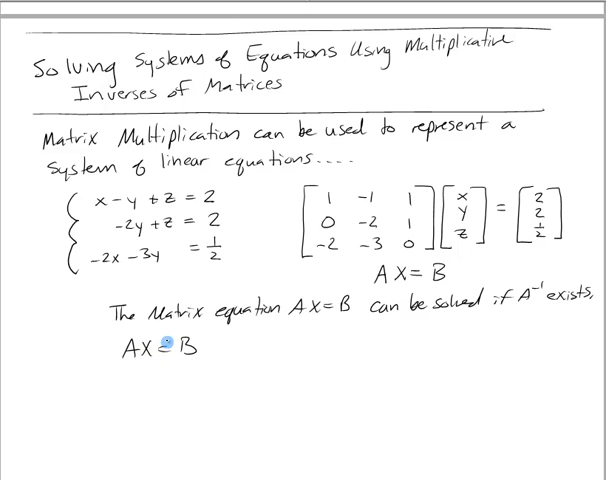 Solving Systems of Equations Using Multiplicative
Inverses of Matrices
Matrix Multiplication can be used to represent a
system of linear equations....
x - y + z = 2
-2y + z = 2
-2x - 3y = 1/2
[1 -1 1] [x] = [2]
[0 -2 1] [y] [2]
[-2 -3 0] [z] [1/2]
AX = B
The Matrix equation AX = B can be solved if A⁻¹ exists.
AX = B